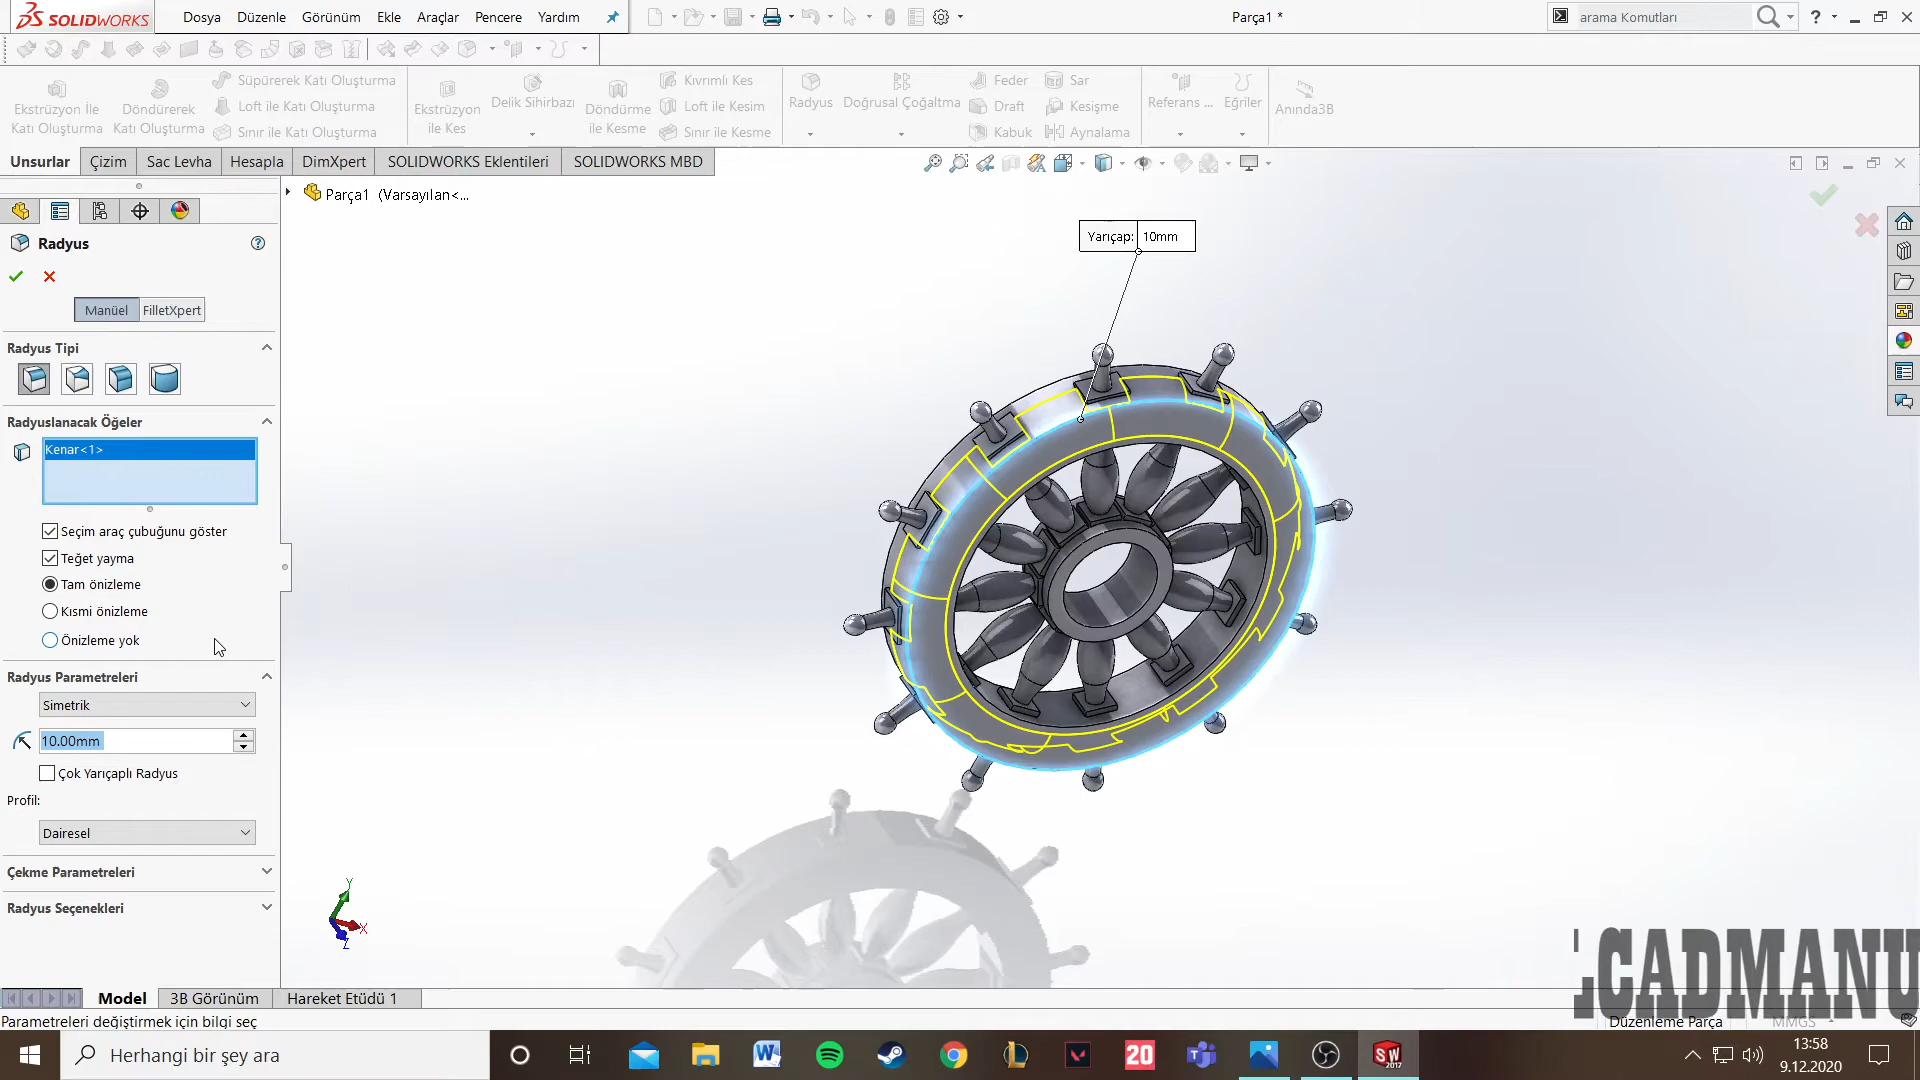 SOLIDWORKS
Dosya Düzenle Görünüm Ekle Araçlar Pencere Yardım
Parça1 *
arama Komutları
Ekstrüzyon İle Katı Oluşturma
Döndürerek Katı Oluşturma
Süpürerek Katı Oluşturma
Loft ile Katı Oluşturma
Sınır ile Katı Oluşturma
Ekstrüzyon ile Kes
Delik Sihirbazı
Döndürme ile Kesme
Kıvrımlı Kes
Loft ile Kesim
Sınır ile Kesme
Radyus
Doğrusal Çoğaltma
Feder
Draft
Kabuk
Sar
Kesişme
Aynalama
Referans ...
Eğriler
Anında3B
Unsurlar Çizim Sac Levha Hesapla DimXpert SOLIDWORKS Eklentileri SOLIDWORKS MBD
Parça1 (Varsayılan<...
Radyus
Manüel FilletXpert
Radyus Tipi
Radyuslanacak Öğeler
Kenar<1>
Seçim araç çubuğunu göster
Teğet yayma
Tam önizleme
Kısmi önizleme
Önizleme yok
Radyus Parametreleri
Simetrik
10.00mm
Çok Yarıçaplı Radyus
Profil:
Dairesel
Çekme Parametreleri
Radyus Seçenekleri
Yarıçap: 10mm
Y
X
Z
CADMANU
Model 3B Görünüm Hareket Etüdü 1
Parametreleri değiştirmek için bilgi seç
Düzenleme Parça
MMGS
Herhangi bir şey ara
20
SW
2017
13:58
9.12.2020